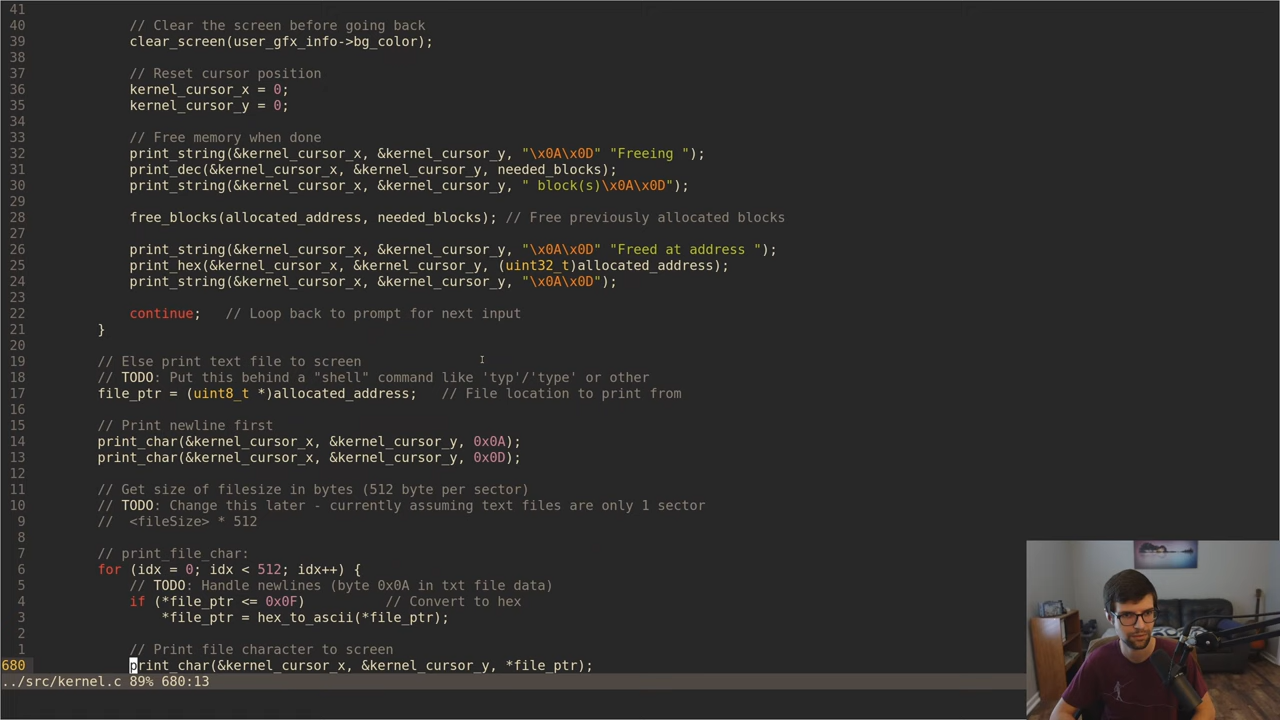 41
40 // Clear the screen before going back
39 clear_screen(user_gfx_info->bg_color);
38
37 // Reset cursor position
36 kernel_cursor_x = 0;
35 kernel_cursor_y = 0;
34
33 // Free memory when done
32 print_string(&kernel_cursor_x, &kernel_cursor_y, "\x0A\x0D" "Freeing ");
31 print_dec(&kernel_cursor_x, &kernel_cursor_y, needed_blocks);
30 print_string(&kernel_cursor_x, &kernel_cursor_y, " block(s)\x0A\x0D");
29
28 free_blocks(allocated_address, needed_blocks); // Free previously allocated blocks
27
26 print_string(&kernel_cursor_x, &kernel_cursor_y, "\x0A\x0D" "Freed at address ");
25 print_hex(&kernel_cursor_x, &kernel_cursor_y, (uint32_t)allocated_address);
24 print_string(&kernel_cursor_x, &kernel_cursor_y, "\x0A\x0D");
23
22 continue; // Loop back to prompt for next input
21 }
20
19 // Else print text file to screen
18 // TODO: Put this behind a "shell" command like 'typ'/'type' or other
17 file_ptr = (uint8_t *)allocated_address; // File location to print from
16
15 // Print newline first
14 print_char(&kernel_cursor_x, &kernel_cursor_y, 0x0A);
13 print_char(&kernel_cursor_x, &kernel_cursor_y, 0x0D);
12
11 // Get size of filesize in bytes (512 byte per sector)
10 // TODO: Change this later - currently assuming text files are only 1 sector
9 // <fileSize> * 512
8
7 // print_file_char:
6 for (idx = 0; idx < 512; idx++) {
5 // TODO: Handle newlines (byte 0x0A in txt file data)
4 if (*file_ptr <= 0x0F) // Convert to hex
3 *file_ptr = hex_to_ascii(*file_ptr);
2
1 // Print file character to screen
680 print_char(&kernel_cursor_x, &kernel_cursor_y, *file_ptr);
../src/kernel.c 89% 680:13